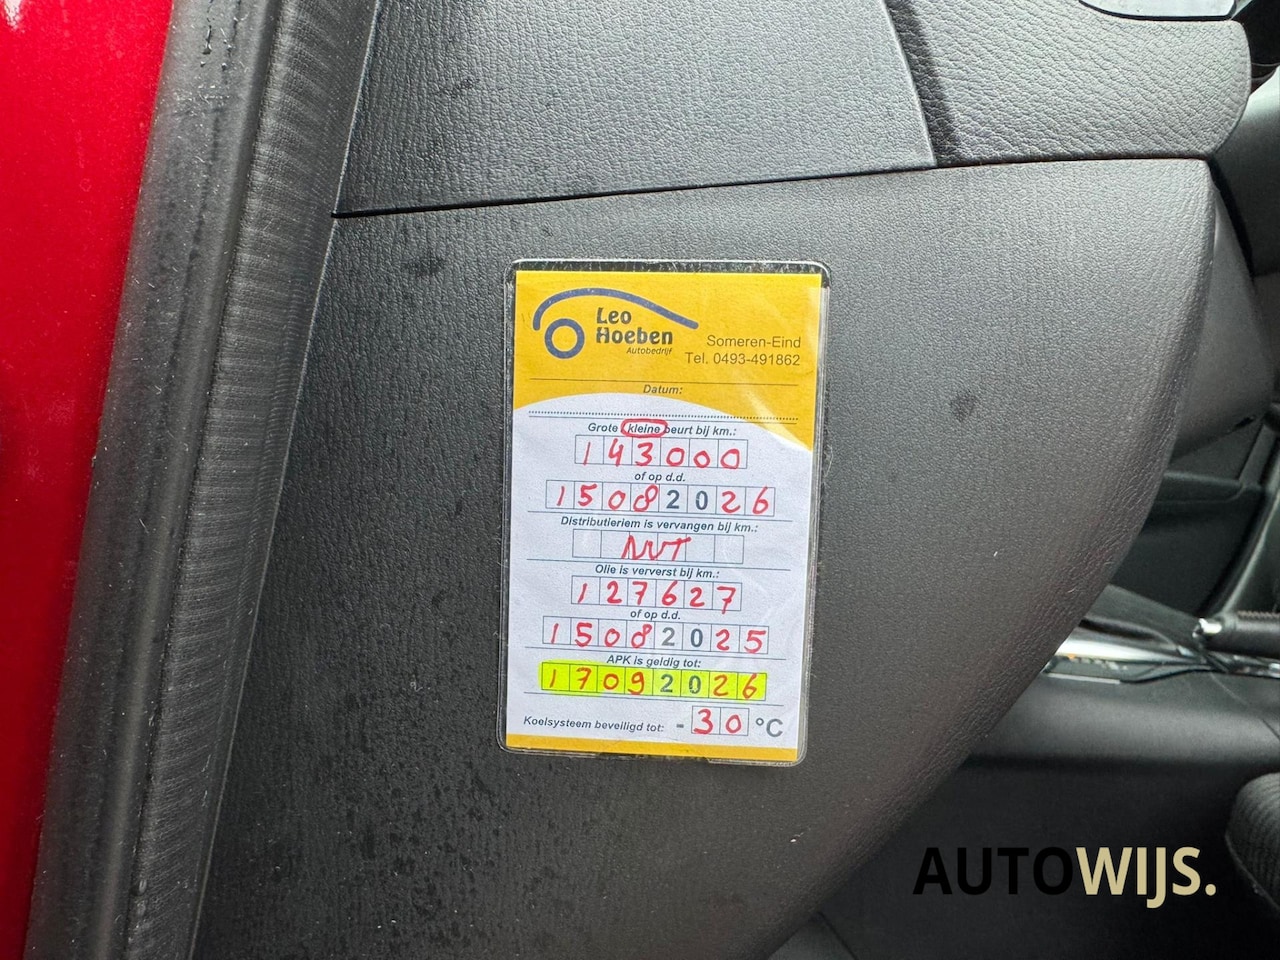 Leo
Hoeben
Autobedrijf
Someren-Eind
Tel. 0493-491862
Datum:
Grote kleine beurt bij km.:
143000
of op d.d.
15082026
Distributieriem is vervangen bij km.:
NVT
Olie is ververst bij km.:
127627
of op d.d.
15082025
APK is geldig tot:
17092026
Koelsysteem beveiligd tot: -30 °C
AUTOWIJS.